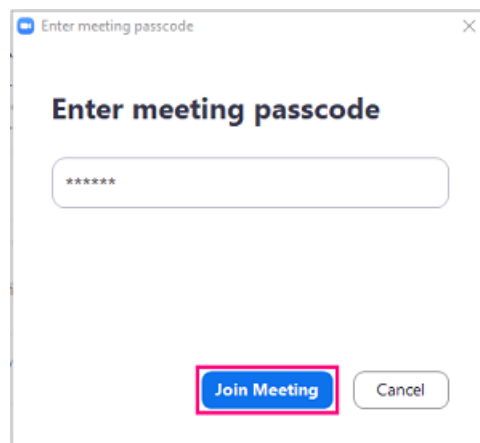 Enter meeting passcode
Enter meeting passcode
******
Join Meeting Cancel